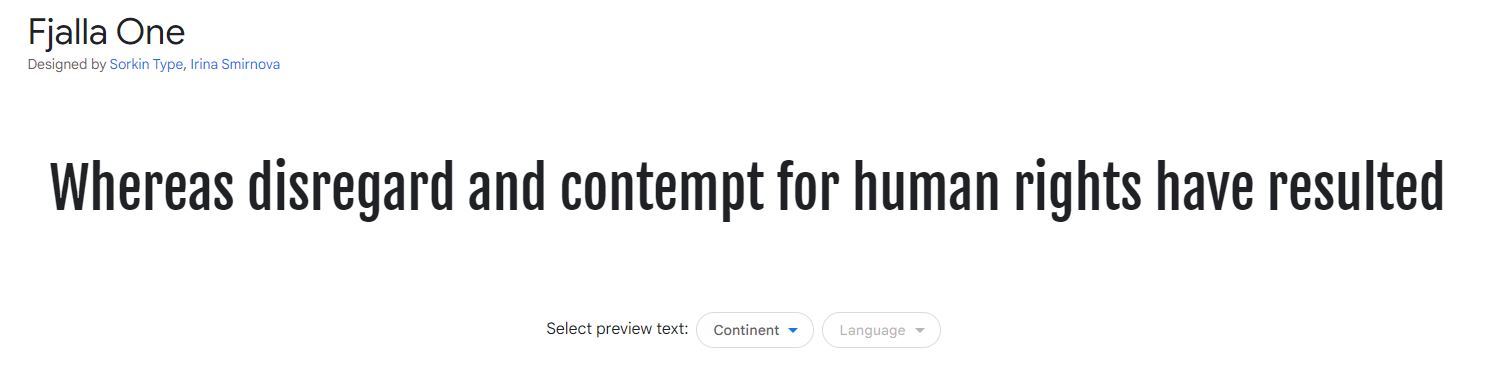 Fjalla One
Designed by Sorkin Type, Irina Smirnova
Whereas disregard and contempt for human rights have resulted
Select preview text: Continent Language